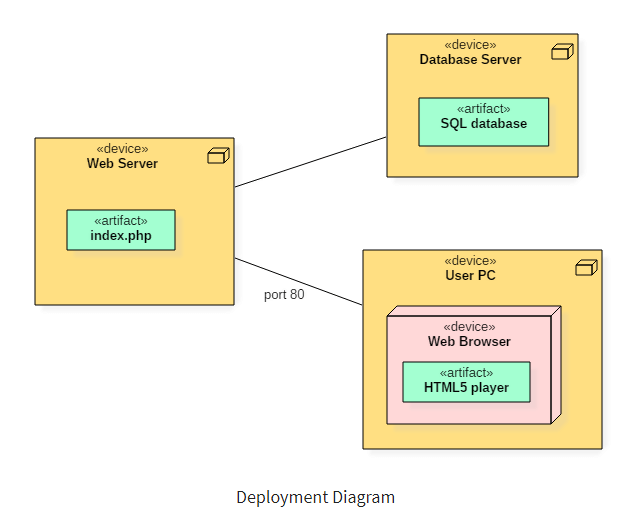 «device»
Database Server
«artifact»
SQL database
«device»
Web Server
«artifact»
index.php
port 80
«device»
User PC
«device»
Web Browser
«artifact»
HTML5 player
Deployment Diagram